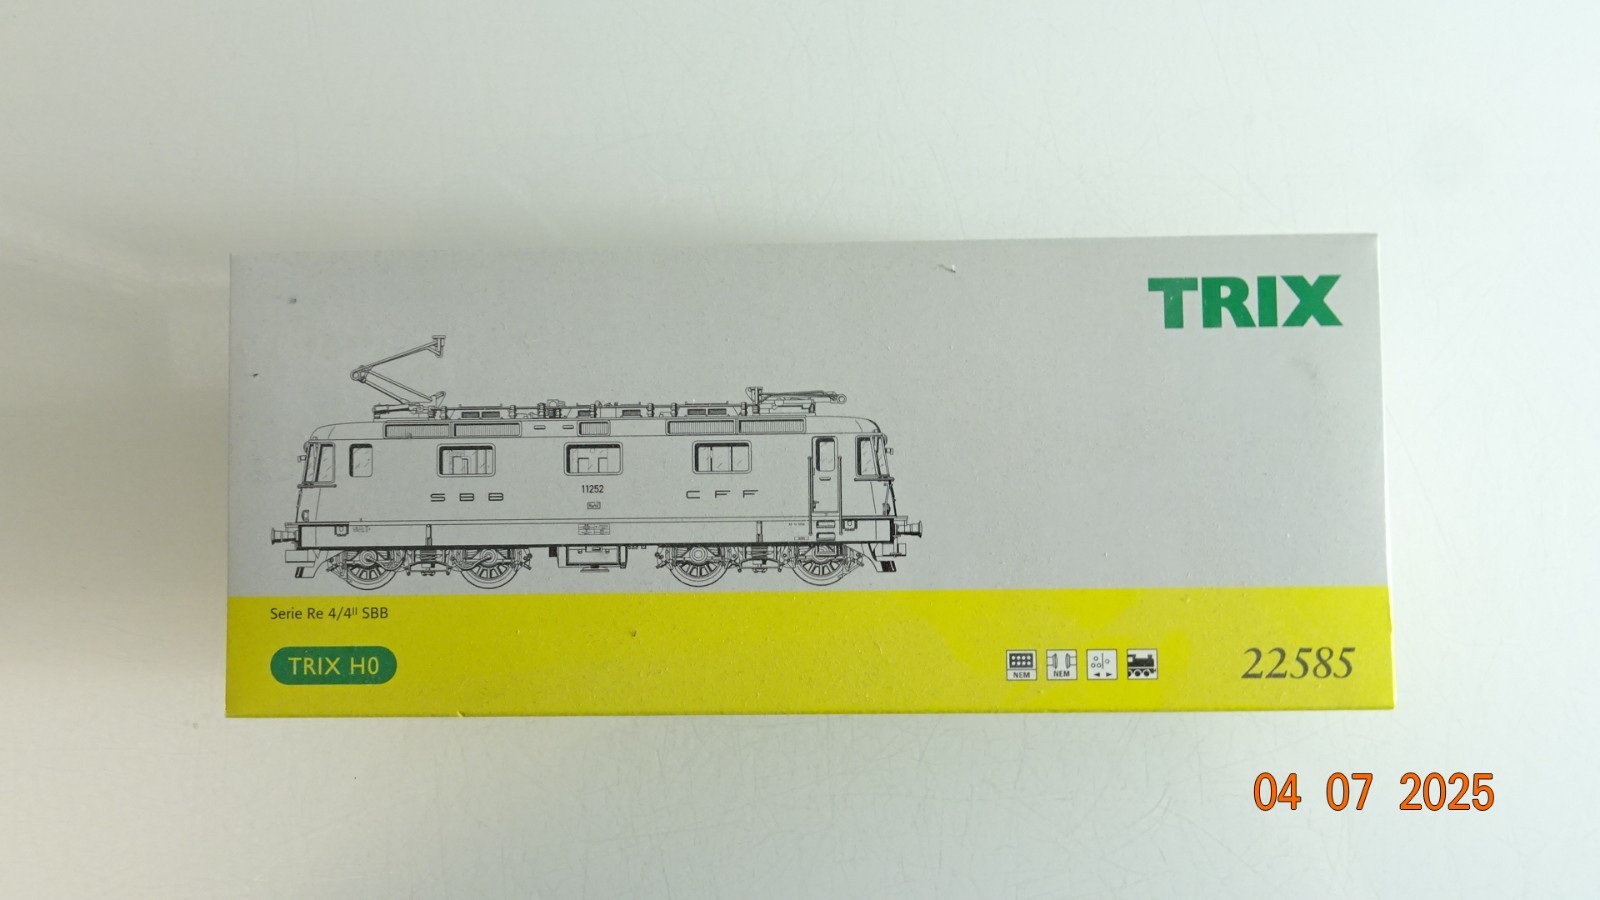 TRIX
SBB 11252 CFF
Serie Re 4/4ᴵᴵ SBB
TRIX H0
NEM NEM
22585
04 07 2025